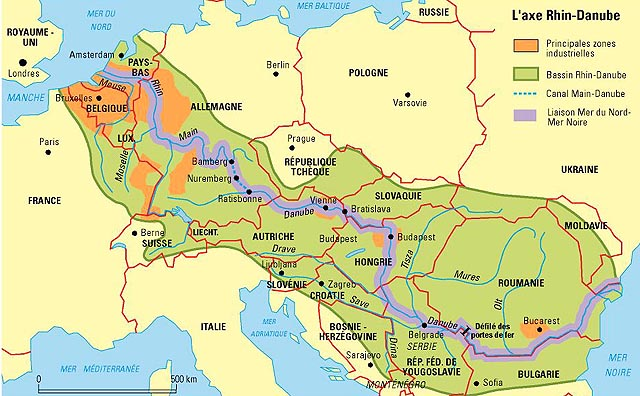 MER DU
NORD
MER BALTIQUE
RUSSIE
L'axe Rhin-Danube
Principales zones
industrielles
Bassin Rhin-Danube
Canal Main-Danube
Liaison Mer du Nord-
Mer Noire
ROYAUME-
UNI
Londres
Amsterdam
PAYS-
BAS
Berlin
POLOGNE
Varsovie
MANCHE
Meuse
Rhin
Bruxelles
BELGIQUE
ALLEMAGNE
Paris
LUX.
Moselle
Main
Bamberg
Nuremberg
Ratisbonne
Prague
RÉPUBLIQUE
TCHÈQUE
UKRAINE
FRANCE
SLOVAQUIE
Vienne
Bratislava
Danube
MOLDAVIE
Berne
SUISSE
LIECHT.
AUTRICHE
Budapest
Budapest
Drave
HONGRIE
Tisza
Mures
Olt
ROUMANIE
Ljubljana
SLOVÉNIE
Zagreb
CROATIE
Save
ITALIE
MER
ADRIATIQUE
BOSNIE -
HERZÉGOVINE
Drina
Danube
Belgrade
SERBIE
Défilé des
portes de fer
Bucarest
Sarajevo
RÉP. FÉD. DE
YOUGOSLAVIE
MONTÉNÉGRO
Sofia
BULGARIE
MER
NOIRE
MER MÉDITERRANÉE
0
500 km